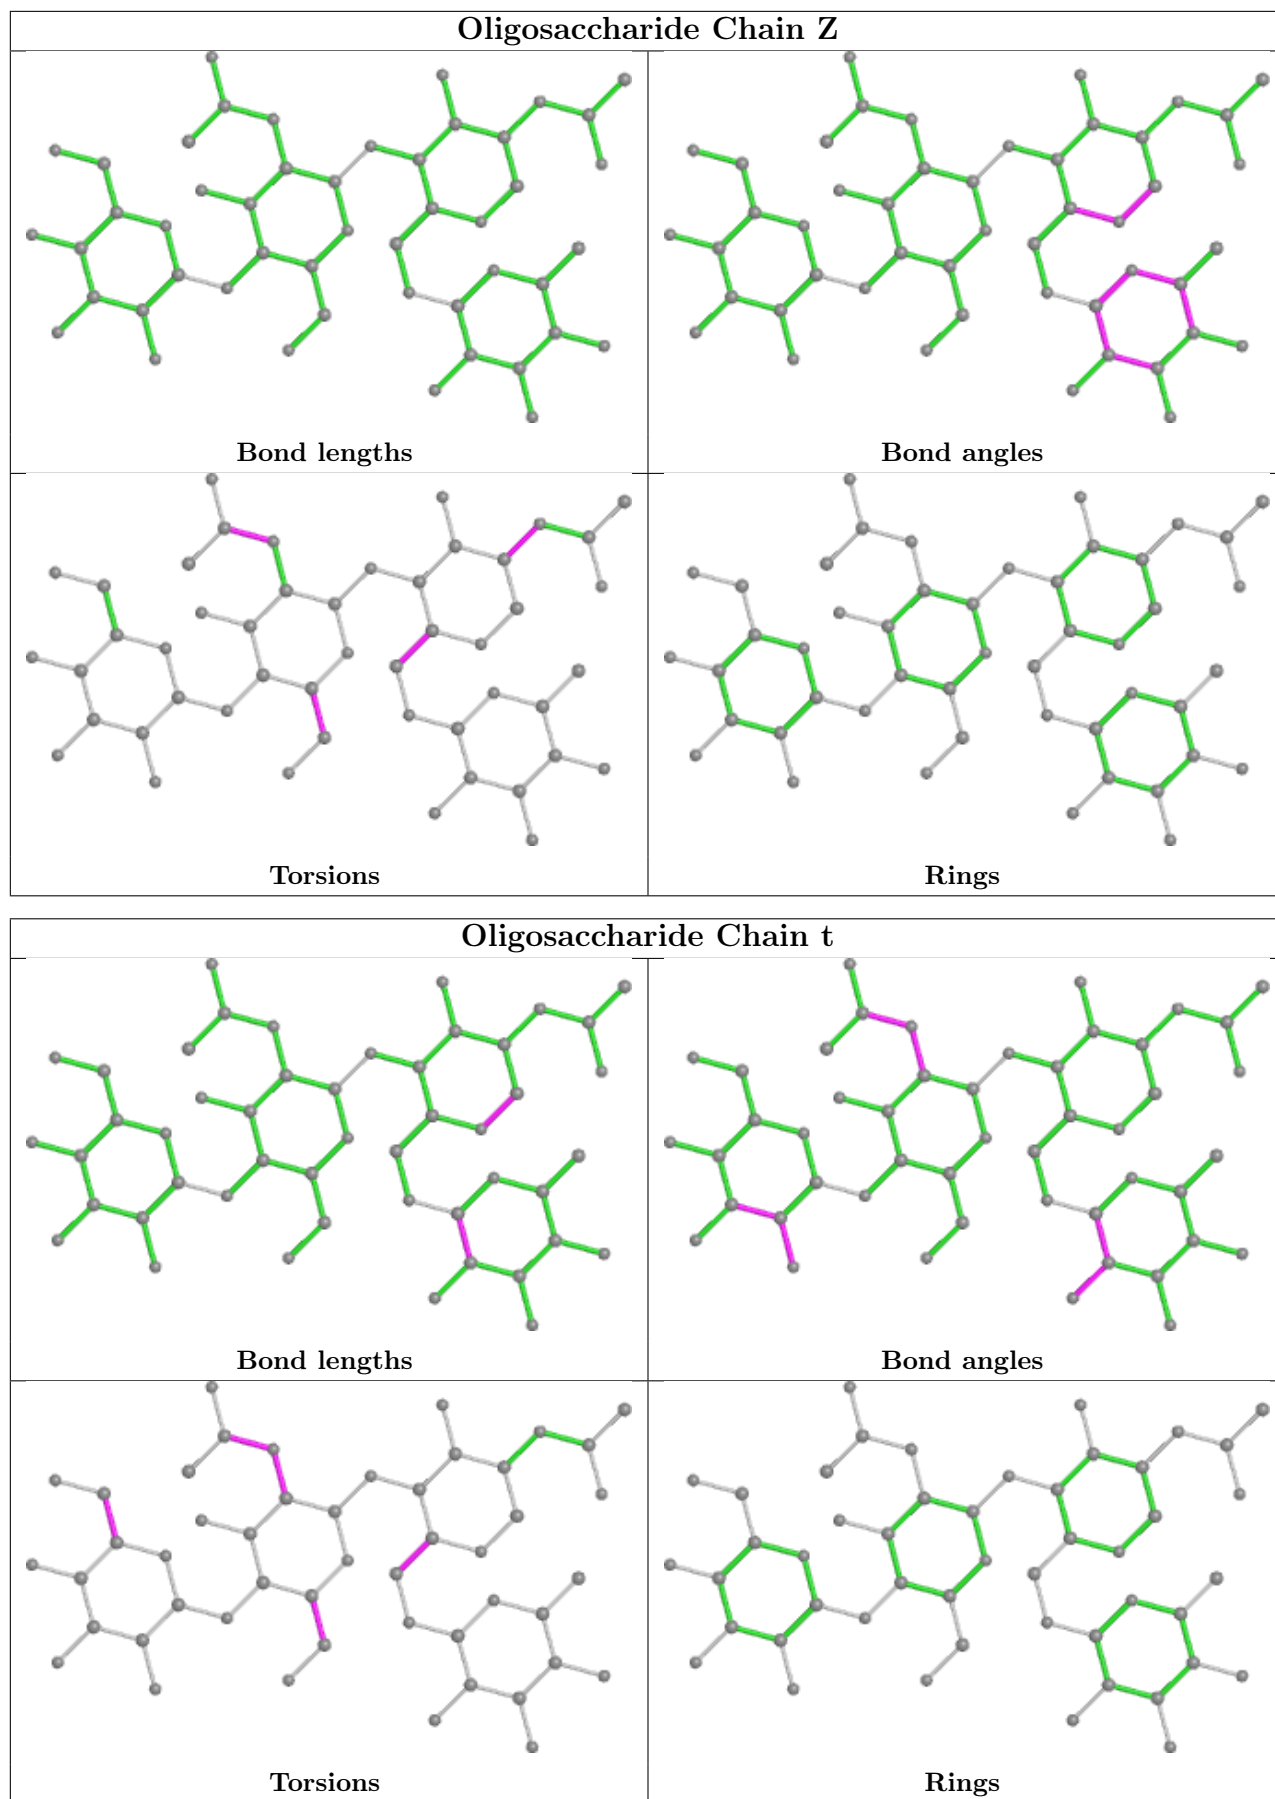 Oligosaccharide Chain Z
Bond lengths
Bond angles
Torsions
Rings
Oligosaccharide Chain t
Bond lengths
Bond angles
Torsions
Rings